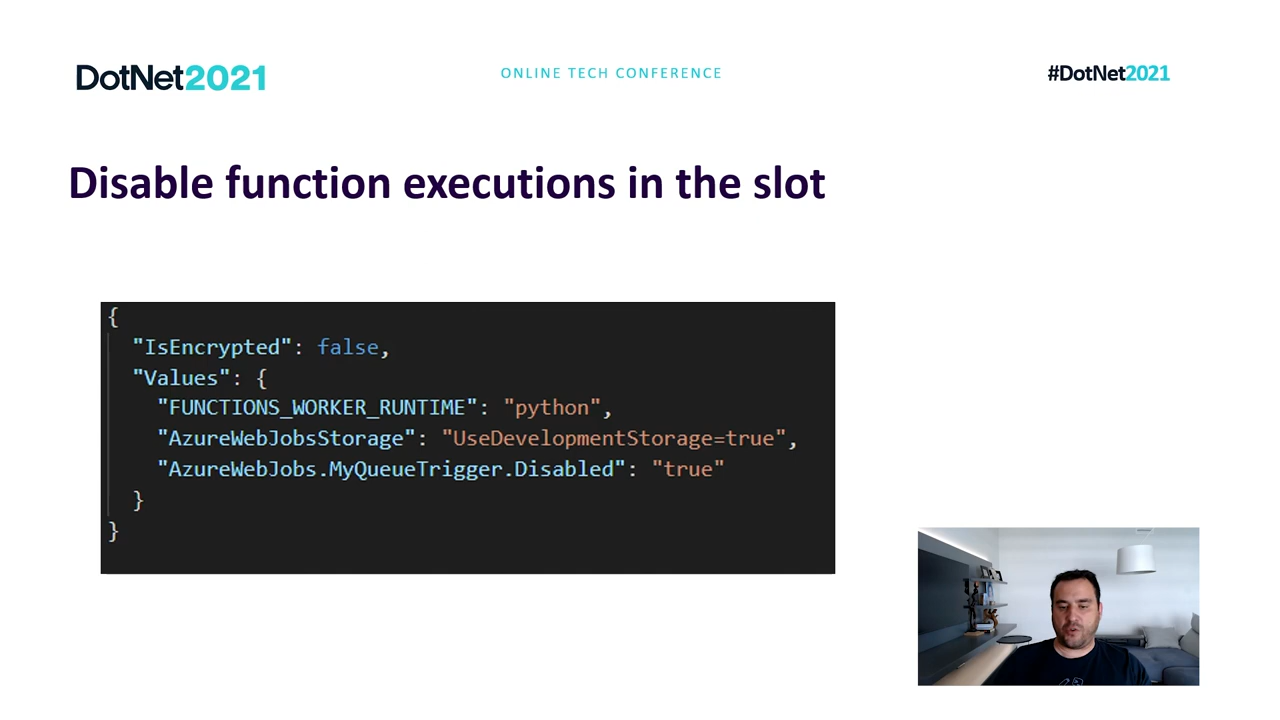 DotNet2021
ONLINE TECH CONFERENCE
#DotNet2021
Disable function executions in the slot
{
"IsEncrypted": false,
"Values": {
"FUNCTIONS_WORKER_RUNTIME": "python",
"AzureWebJobsStorage": "UseDevelopmentStorage=true",
"AzureWebJobs.MyQueueTrigger.Disabled": "true"
}
}